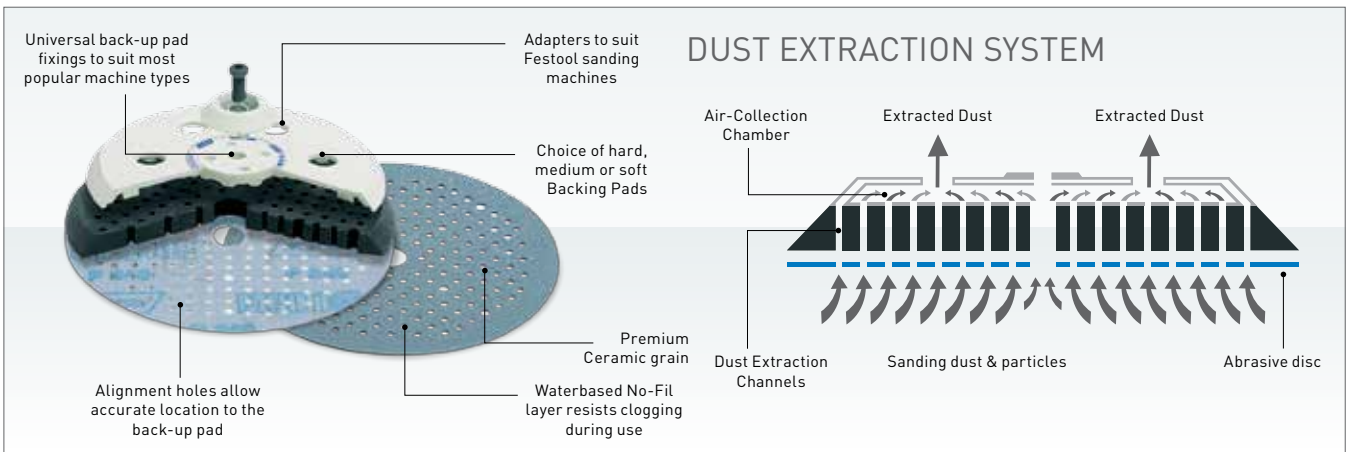 DUST EXTRACTION SYSTEM
Universal back-up pad
fixings to suit most
popular machine types
Adapters to suit
Festool sanding
machines
Choice of hard,
medium or soft
Backing Pads
Premium
Ceramic grain
Waterbased No-Fil
layer resists clogging
during use
Alignment holes allow
accurate location to the
back-up pad
Air-Collection
Chamber
Extracted Dust
Extracted Dust
Dust Extraction
Channels
Sanding dust & particles
Abrasive disc